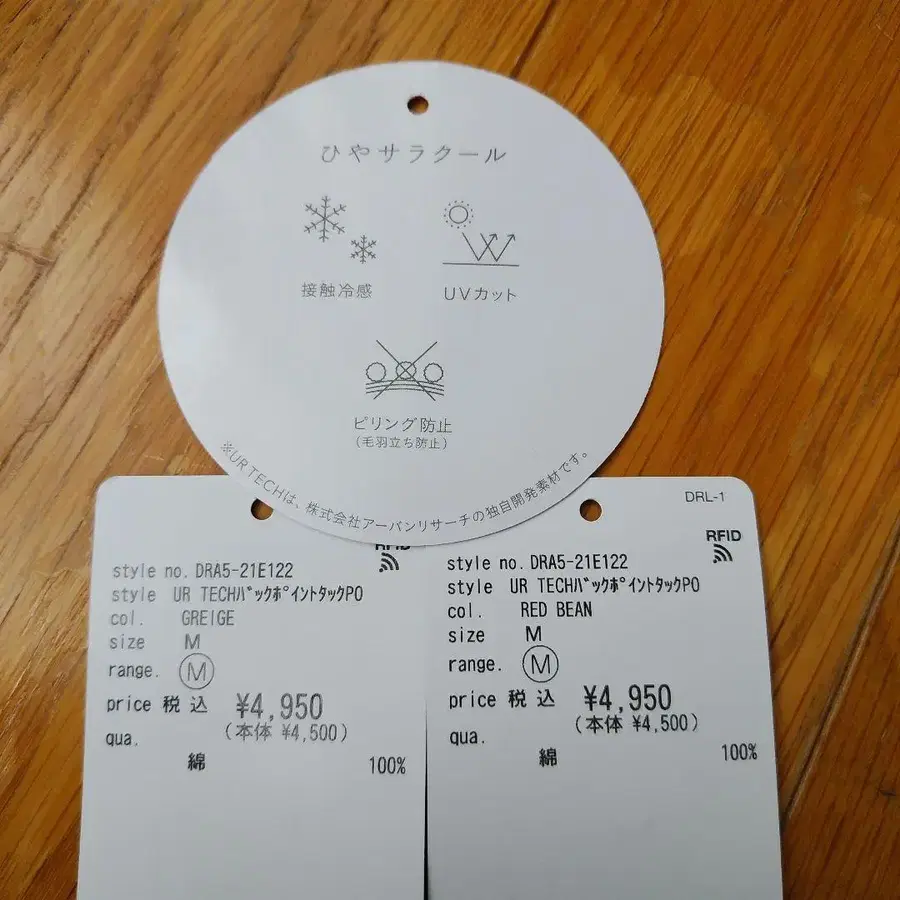 ひやサラクール
接触冷感
UVカット
ピリング防止
(毛羽立ち防止)
※UR TECHは、株式会社アーバンリサーチの独自開発素材です。
RFID
style no. DRA5-21E122
style UR TECHﾊﾞｯｸﾎﾟｲﾝﾄﾀｯｸPO
col. GREIGE
size M
range. M
price 税込 ¥4,950
(本体 ¥4,500)
qua.
綿 100%
DRL-1
RFID
style no. DRA5-21E122
style UR TECHﾊﾞｯｸﾎﾟｲﾝﾄﾀｯｸPO
col. RED BEAN
size M
range. M
price 税込 ¥4,950
(本体 ¥4,500)
qua.
綿 100%